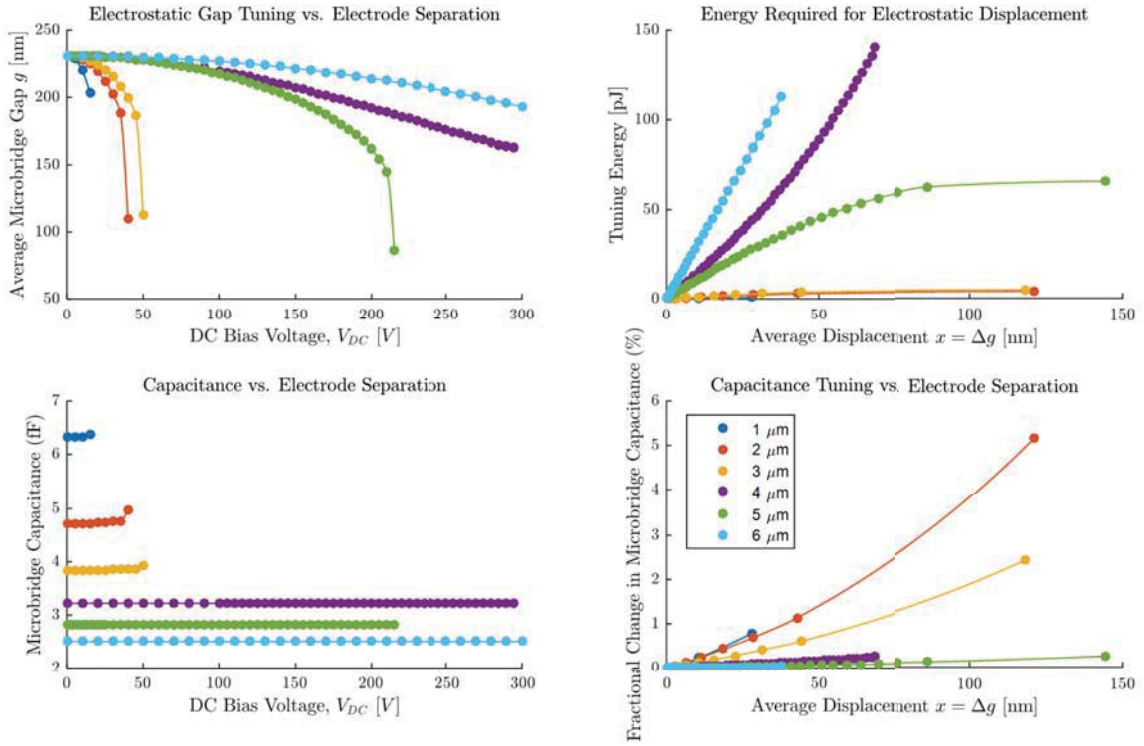 Electrostatic Gap Tuning vs. Electrode Separation
250
200
150
100
50
Average Microbridge Gap g [nm]
0 50 100 150 200 250 300
DC Bias Voltage, V_DC [V]
Energy Required for Electrostatic Displacement
150
100
50
0
Tuning Energy [pJ]
0 50 100 150
Average Displacement x = Δg [nm]
Capacitance vs. Electrode Separation
7
6
5
4
3
2
Microbridge Capacitance (fF)
0 50 100 150 200 250 300
DC Bias Voltage, V_DC [V]
Capacitance Tuning vs. Electrode Separation
6
5
4
3
2
1
0
Fractional Change in Microbridge Capacitance (%)
1 μm
2 μm
3 μm
4 μm
5 μm
6 μm
0 50 100 150
Average Displacement x = Δg [nm]